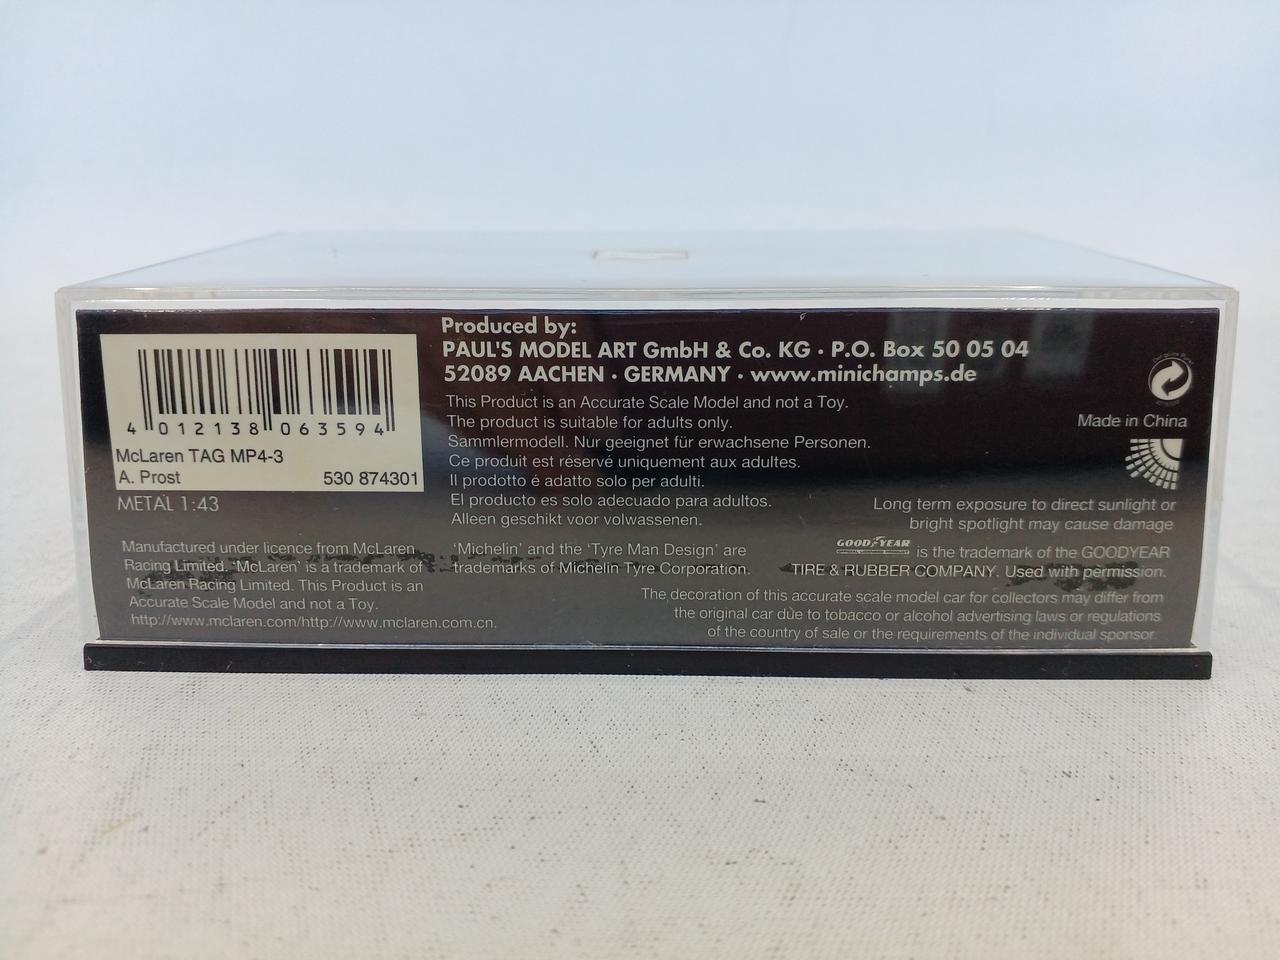 4 012138 063594
McLaren TAG MP4-3
A. Prost 530 874301
METAL 1:43
Manufactured under licence from McLaren
Racing Limited. 'McLaren' is a trademark of
McLaren Racing Limited. This Product is an
Accurate Scale Model and not a Toy.
http://www.mclaren.com/http://www.mclaren.com.cn.
Produced by:
PAUL'S MODEL ART GmbH & Co. KG · P.O. Box 50 05 04
52089 AACHEN · GERMANY · www.minichamps.de
This Product is an Accurate Scale Model and not a Toy.
The product is suitable for adults only.
Sammlermodell. Nur geeignet für erwachsene Personen.
Ce produit est réservé uniquement aux adultes.
Il prodotto é adatto solo per adulti.
El producto es solo adecuado para adultos.
Alleen geschikt voor volwassenen.
'Michelin' and the 'Tyre Man Design' are
trademarks of Michelin Tyre Corporation.
Made in China
Long term exposure to direct sunlight or
bright spotlight may cause damage
GOODYEAR is the trademark of the GOODYEAR
TIRE & RUBBER COMPANY. Used with permission.
The decoration of this accurate scale model car for collectors may differ from
the original car due to tobacco or alcohol advertising laws or regulations
of the country of sale or the requirements of the individual sponsor.